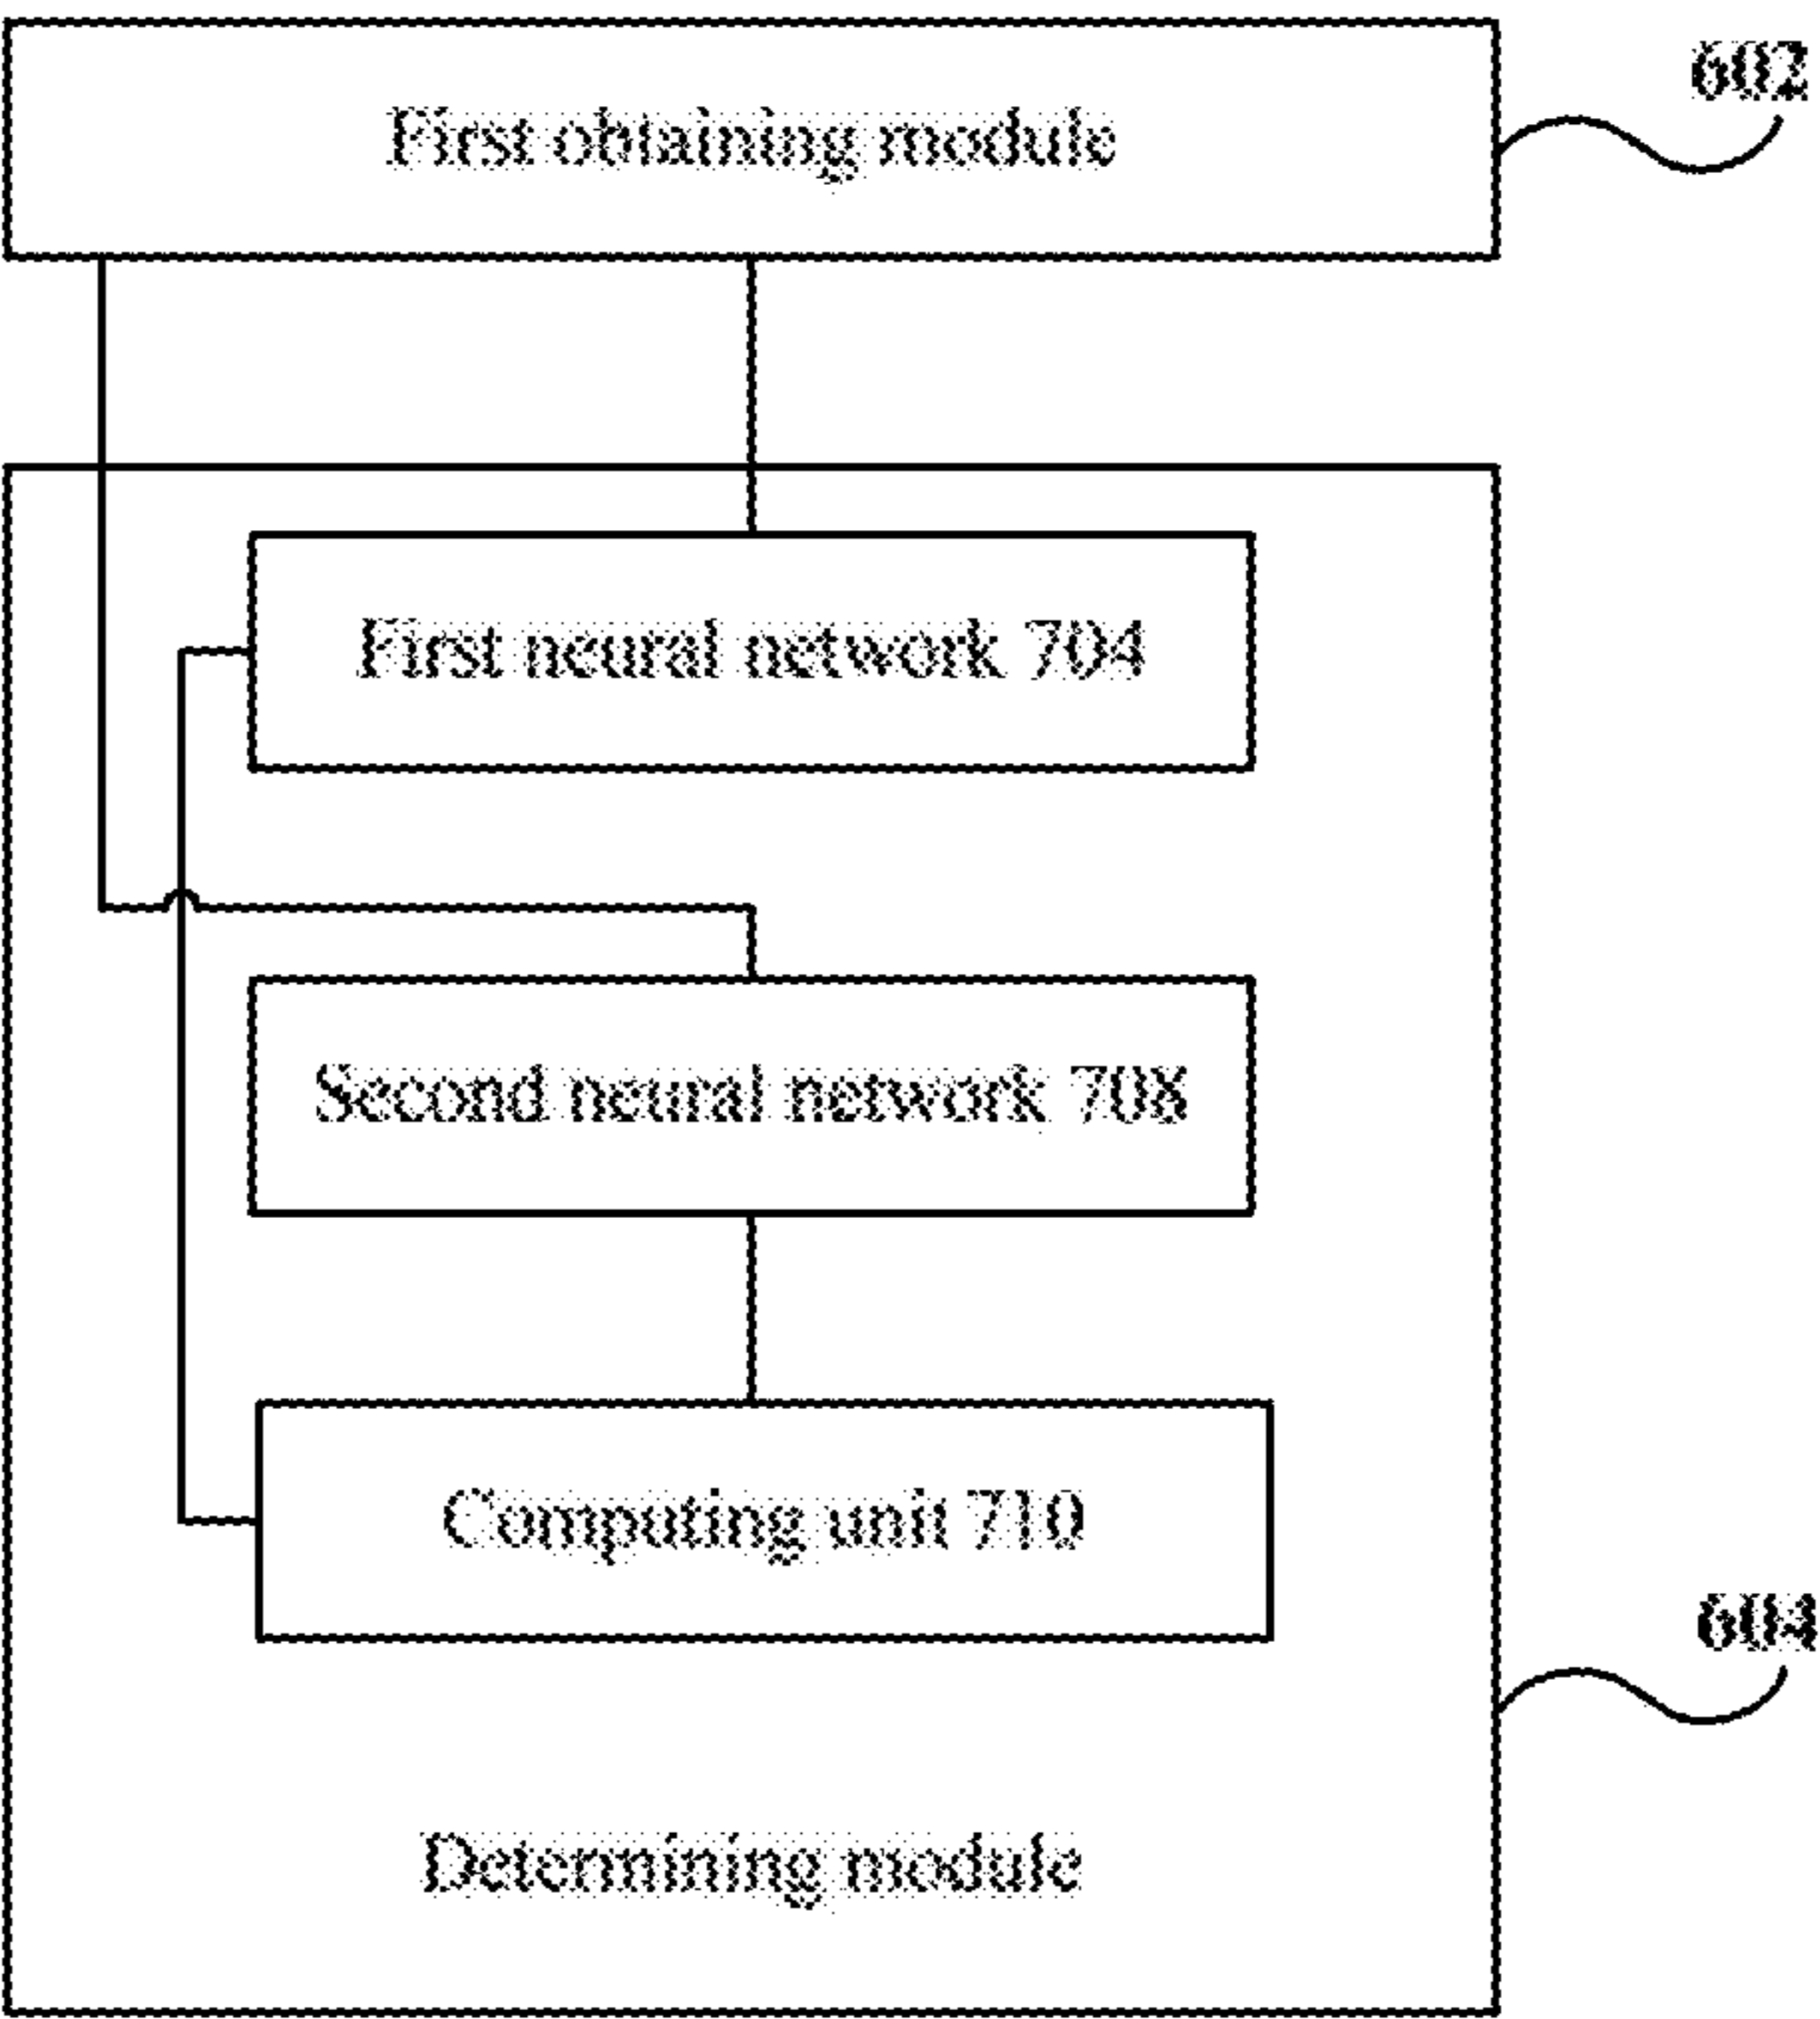 602
First obtaining module
First neural network 704
Second neural network 708
Computing unit 710
604
Determining module